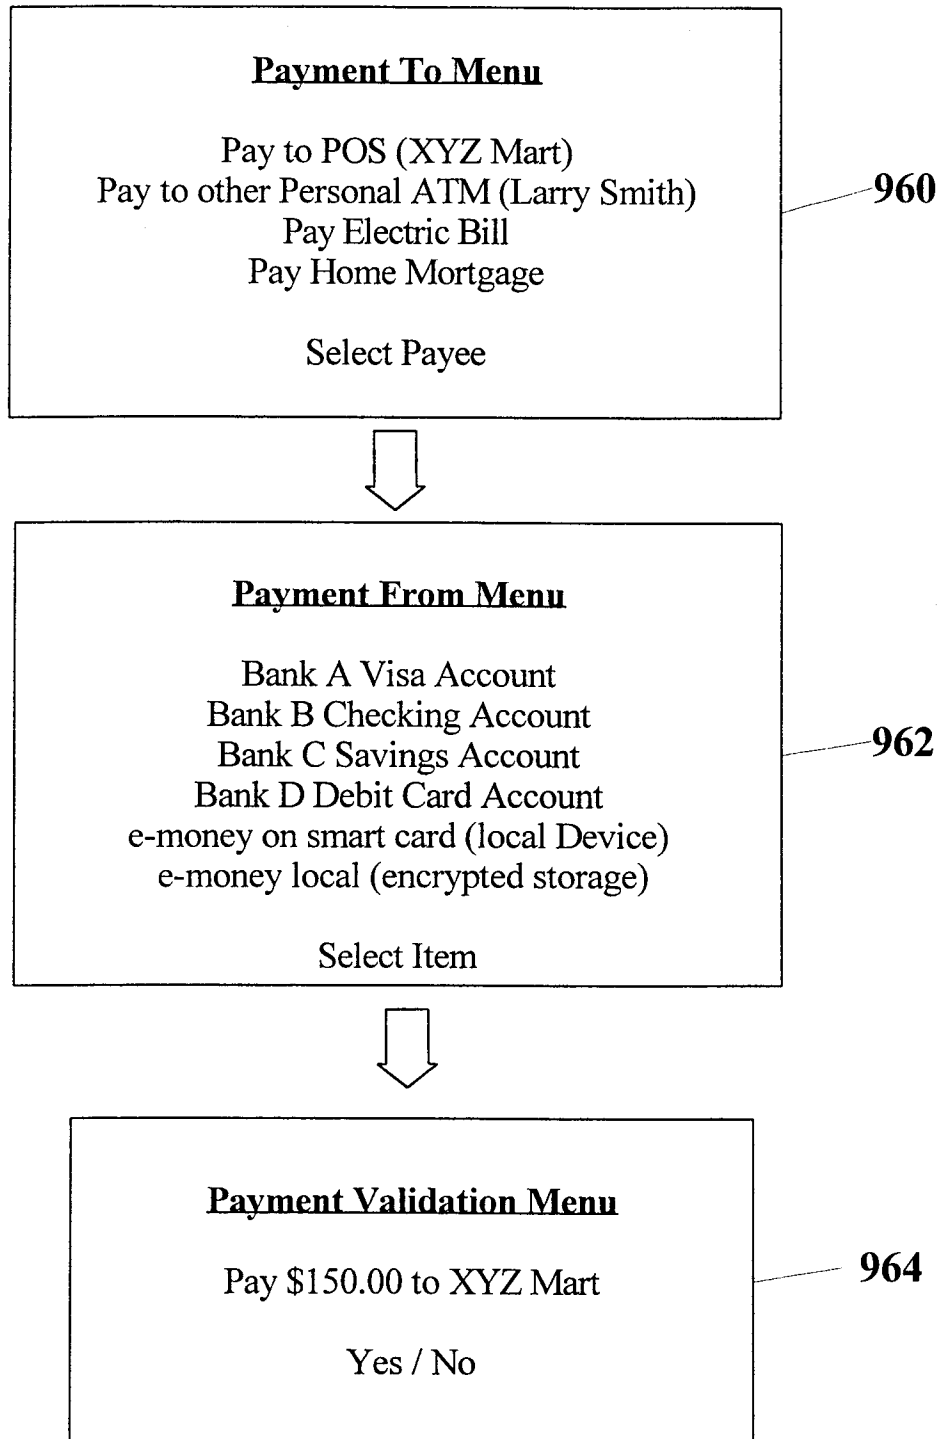 Payment To Menu
Pay to POS (XYZ Mart)
Pay to other Personal ATM (Larry Smith)
Pay Electric Bill
Pay Home Mortgage
Select Payee
960
Payment From Menu
Bank A Visa Account
Bank B Checking Account
Bank C Savings Account
Bank D Debit Card Account
e-money on smart card (local Device)
e-money local (encrypted storage)
Select Item
962
Payment Validation Menu
Pay $150.00 to XYZ Mart
Yes / No
964